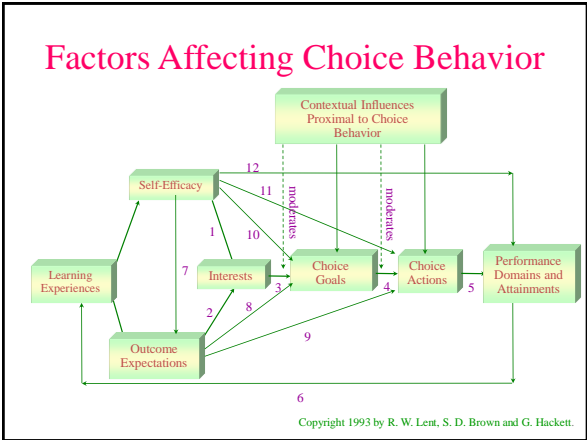 Factors Affecting Choice Behavior
Contextual Influences
Proximal to Choice
Behavior
12
Self-Efficacy
11
moderates
moderates
1
10
7
Learning
Experiences
Interests
3
Choice
Goals
4
Choice
Actions
5
Performance
Domains and
Attainments
8
2
9
Outcome
Expectations
6
Copyright 1993 by R. W. Lent, S. D. Brown and G. Hackett.